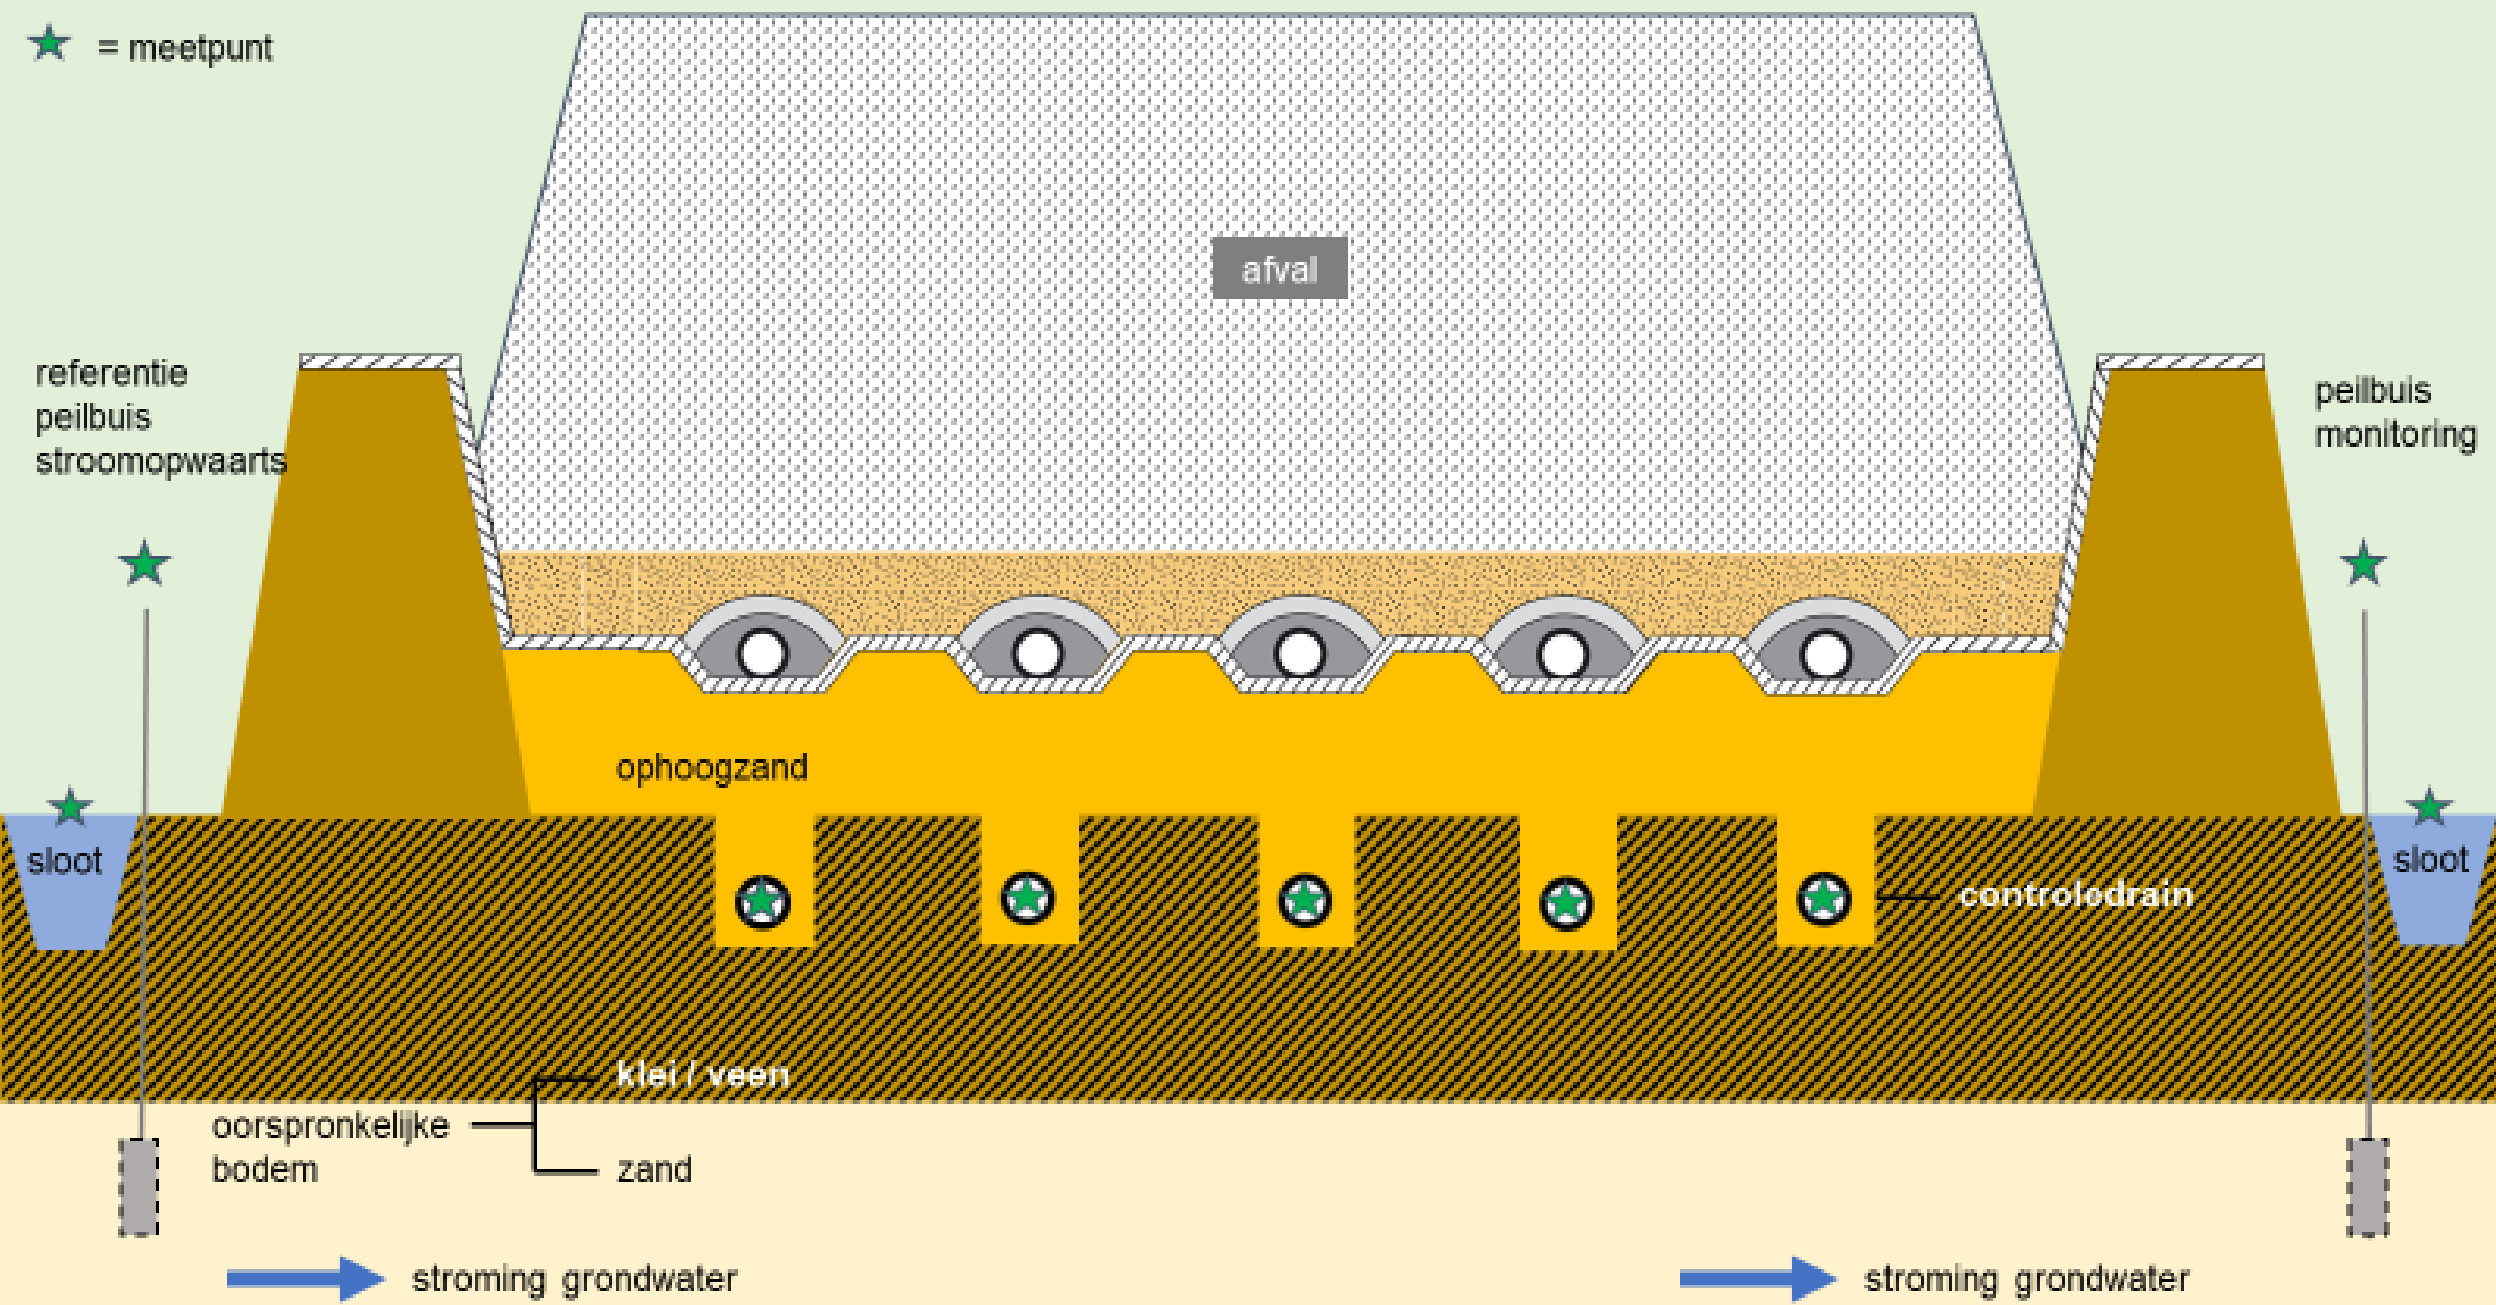 = meetpunt
afval
referentie
peilbuis
stroomopwaarts
peilbuis
monitoring
ophoogzand
sloot
sloot
controledrain
klei / veen
oorspronkelijke
bodem
zand
stroming grondwater
stroming grondwater